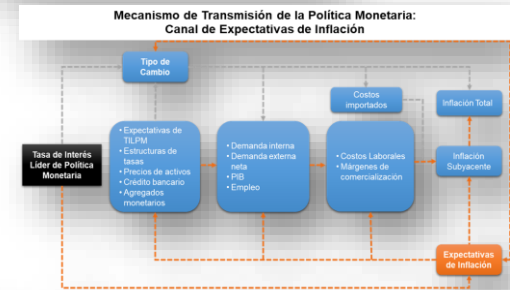 Mecanismo de Transmisión de la Política Monetaria:
Canal de Expectativas de Inflación
Tipo de
Cambio
Costos
importados
Inflación Total
Tasa de Interés
Líder de Política
Monetaria
• Expectativas de
TILPM
• Estructuras de
tasas
• Precios de activos
• Crédito bancario
• Agregados
monetarios
• Demanda interna
• Demanda externa
neta
• PIB
• Empleo
• Costos Laborales
• Márgenes de
comercialización
Inflación
Subyacente
Expectativas
de Inflación